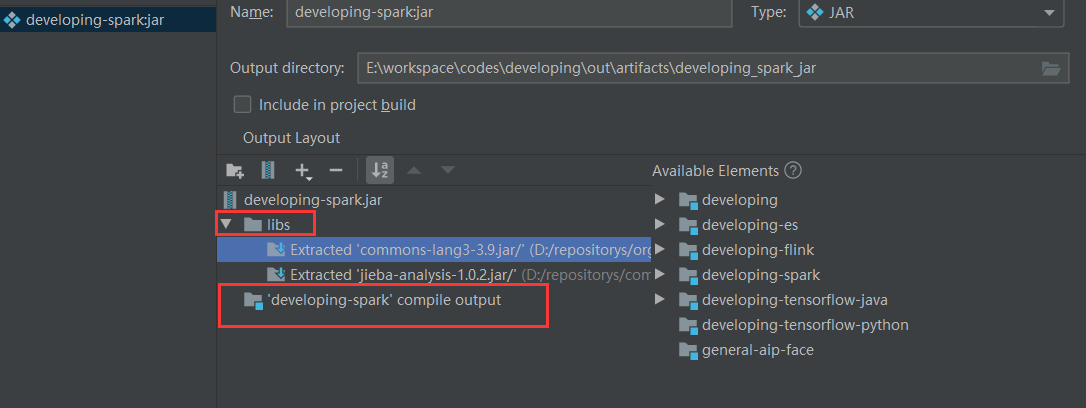 developing-spark:jar
Name: developing-spark:jar Type: JAR
Output directory: E:\workspace\codes\developing\out\artifacts\developing_spark_jar
Include in project build
Output Layout
Available Elements
developing-spark.jar
libs
Extracted 'commons-lang3-3.9.jar/' (D:/repositorys/org
Extracted 'jieba-analysis-1.0.2.jar/' (D:/repositorys/com
'developing-spark' compile output
developing
developing-es
developing-flink
developing-spark
developing-tensorflow-java
developing-tensorflow-python
general-aip-face